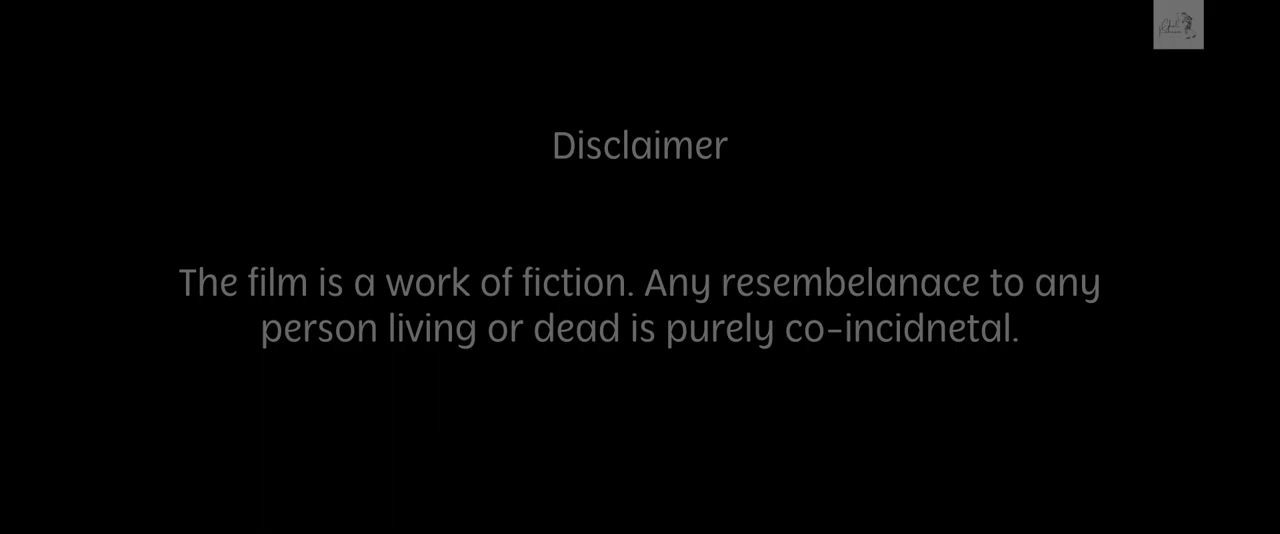 Disclaimer
The film is a work of fiction. Any resembelanace to any
person living or dead is purely co-incidnetal.